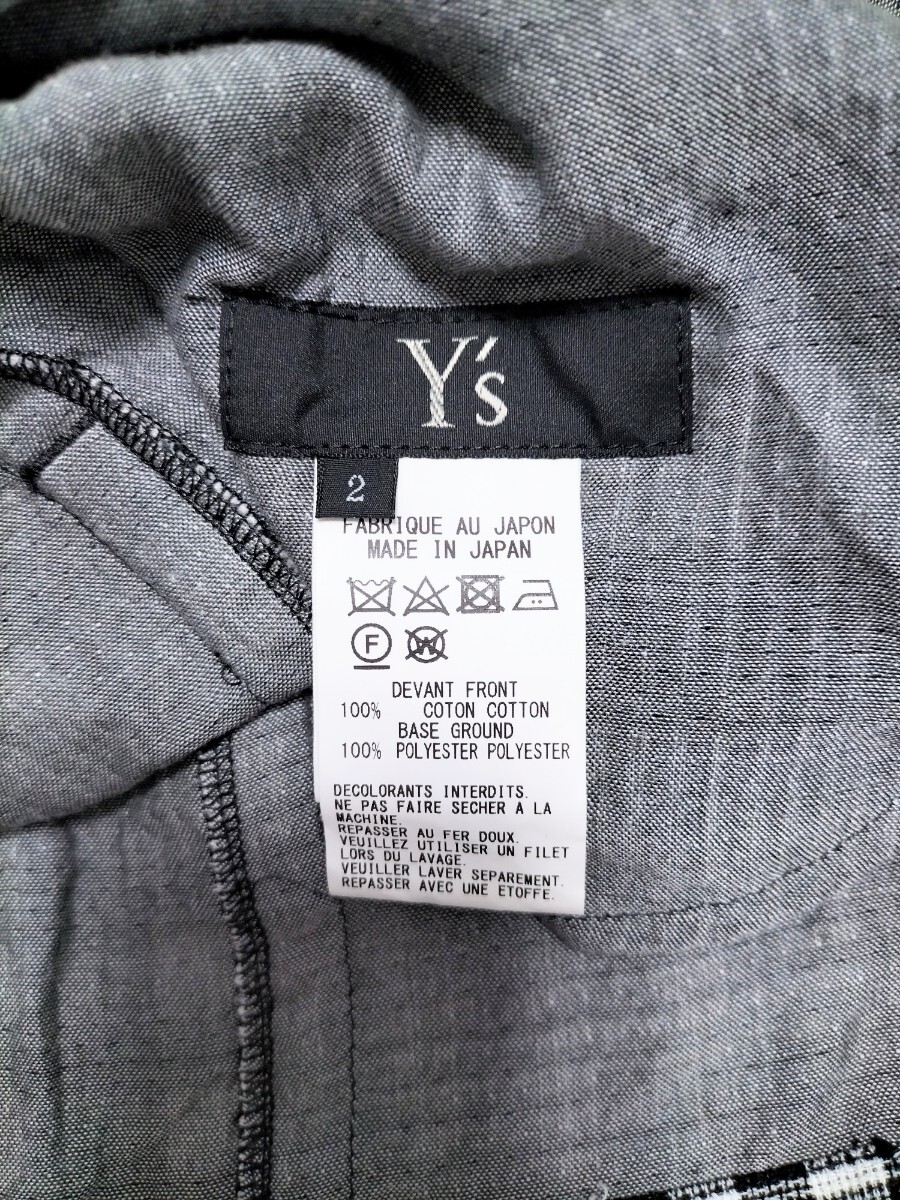 Y's
2
FABRIQUE AU JAPON
MADE IN JAPAN
F
W
DEVANT FRONT
100% COTON COTTON
BASE GROUND
100% POLYESTER POLYESTER
DECOLORANTS INTERDITS.
NE PAS FAIRE SECHER A LA
MACHINE.
REPASSER AU FER DOUX.
VEUILLEZ UTILISER UN FILET
LORS DU LAVAGE.
VEUILLER LAVER SEPAREMENT.
REPASSER AVEC UNE ETOFFE.